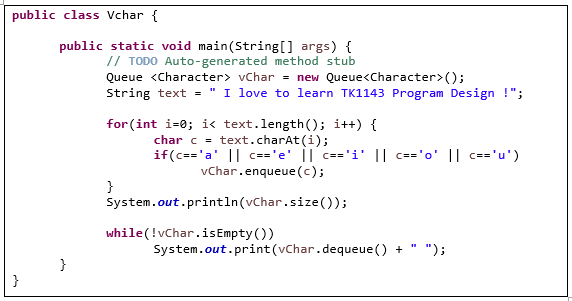 public class Vchar {
public static void main(String[] args) {
// TODO Auto-generated method stub
Queue <Character> vChar = new Queue<Character>();
String text = " I love to learn TK1143 Program Design !";
for(int i=0; i< text.length(); i++) {
char c = text.charAt(i);
if(c=='a' || c=='e' || c=='i' || c=='o' || c=='u')
vChar.enqueue(c);
}
System.out.println(vChar.size());
while(!vChar.isEmpty())
System.out.print(vChar.dequeue() + " ");
}
}